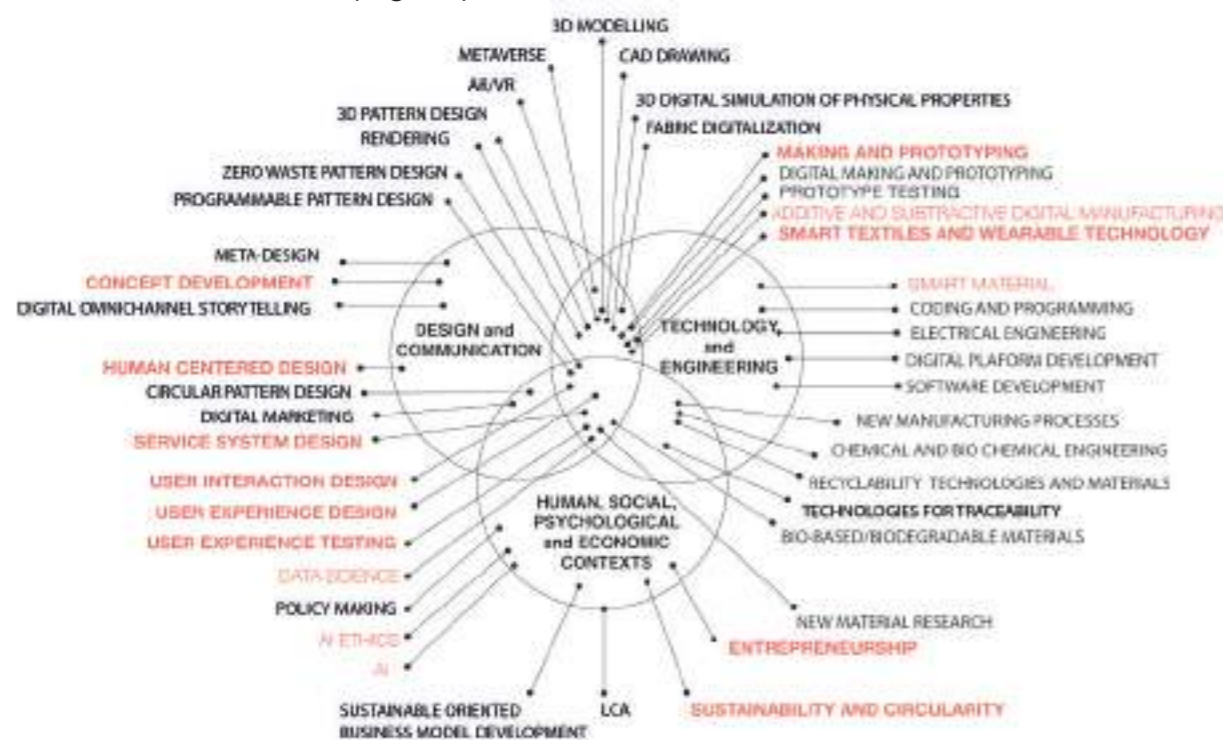 3D MODELLING
METAVERSE
CAD DRAWING
AR/VR
3D DIGITAL SIMULATION OF PHYSICAL PROPERTIES
3D PATTERN DESIGN
FABRIC DIGITALIZATION
RENDERING
MAKING AND PROTOTYPING
ZERO WASTE PATTERN DESIGN
DIGITAL MAKING AND PROTOTYPING
PROTOTYPE TESTING
PROGRAMMABLE PATTERN DESIGN
ADDITIVE AND SUBTRACTIVE DIGITAL MANUFACTURING
SMART TEXTILES AND WEARABLE TECHNOLOGY
META-DESIGN
CONCEPT DEVELOPMENT
SMART MATERIAL
DIGITAL OMNICHANNEL STORYTELLING
CODING AND PROGRAMMING
DESIGN and
COMMUNICATION
TECHNOLOGY
and
ENGINEERING
ELECTRICAL ENGINEERING
HUMAN CENTERED DESIGN
DIGITAL PLAFORM DEVELOPMENT
CIRCULAR PATTERN DESIGN
SOFTWARE DEVELOPMENT
DIGITAL MARKETING
NEW MANUFACTURING PROCESSES
SERVICE SYSTEM DESIGN
CHEMICAL AND BIO CHEMICAL ENGINEERING
USER INTERACTION DESIGN
RECYCLABILITY TECHNOLOGIES AND MATERIALS
HUMAN, SOCIAL,
PSYCHOLOGICAL
and ECONOMIC
CONTEXTS
USER EXPERIENCE DESIGN
TECHNOLOGIES FOR TRACEABILITY
USER EXPERIENCE TESTING
BIO-BASED/BIODEGRADABLE MATERIALS
DATA SCIENCE
POLICY MAKING
NEW MATERIAL RESEARCH
AI ETHICS
ENTREPRENEURSHIP
AI
SUSTAINABLE ORIENTED
BUSINESS MODEL DEVELOPMENT
LCA
SUSTAINABILITY AND CIRCULARITY